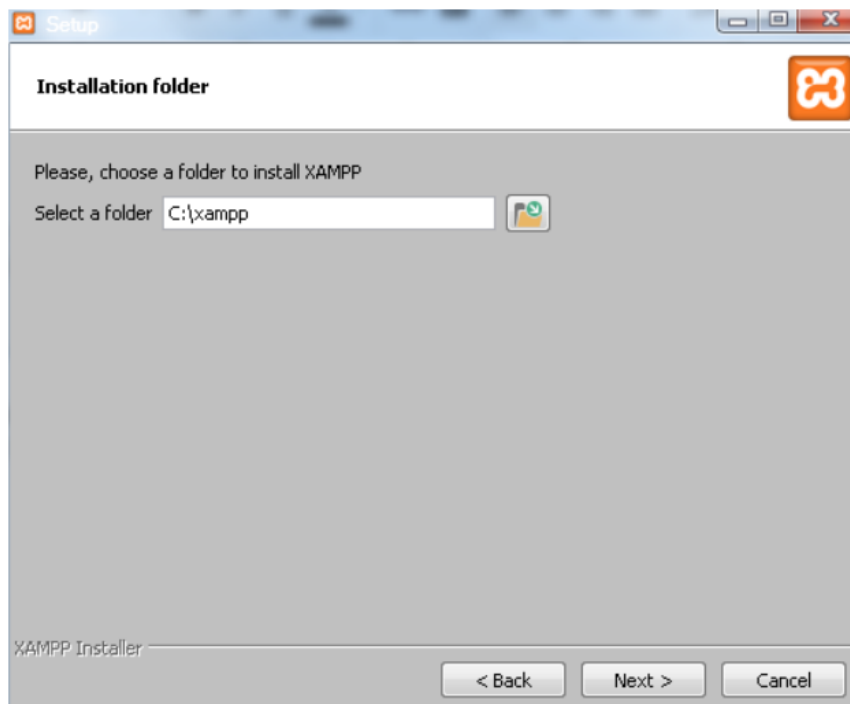 Setup
Installation folder
Please, choose a folder to install XAMPP
Select a folder C:\xampp
XAMPP Installer
< Back Next > Cancel